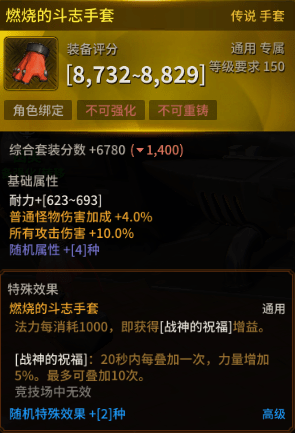 燃烧的斗志手套 传说 手套
装备评分 通用 专属
[8,732~8,829] 等级要求 150
角色绑定 不可强化 不可重铸
综合套装分数 +6780 (▼1,400)
基础属性
耐力+[623~693]
普通怪物伤害加成 +4.0%
所有攻击伤害 +10.0%
随机属性 +[4]种
特殊效果
燃烧的斗志手套 通用
法力每消耗1000，即获得[战神的祝福]增益。
[战神的祝福]：20秒内每叠加一次，力量增加
5%。最多可叠加10次。
竞技场中无效
随机特殊效果 +[2]种 高级